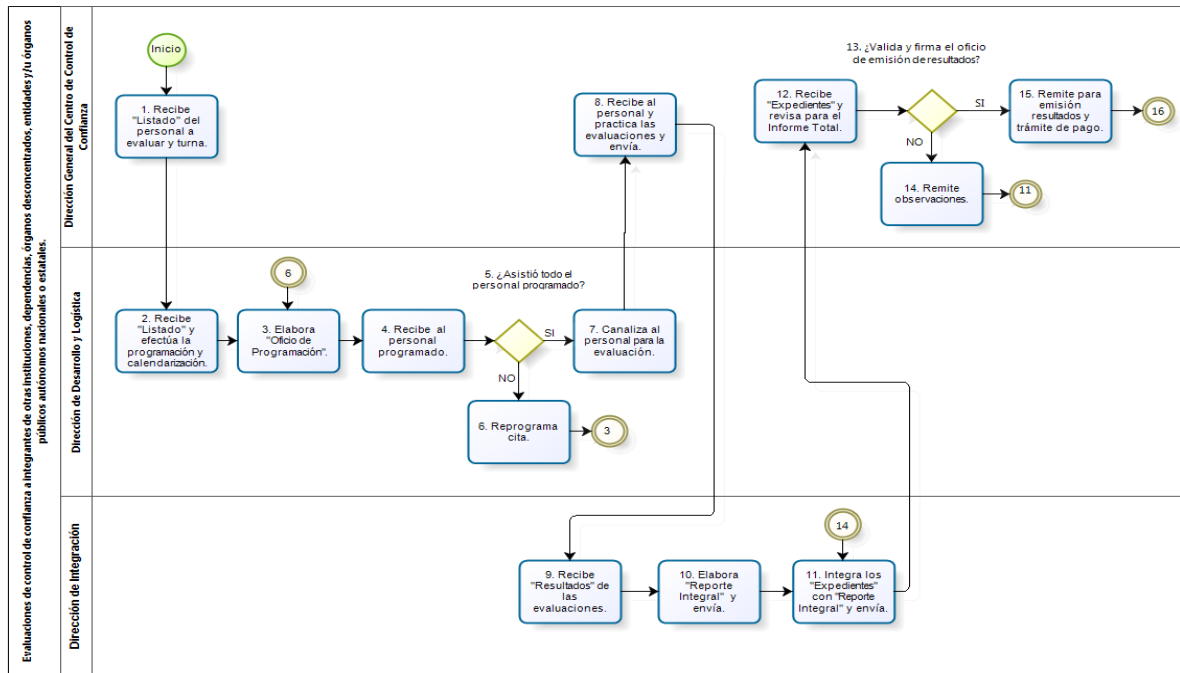 Evaluaciones de control de confianza a integrantes de otras instituciones, dependencias, órganos desconcentrados, entidades y/u órganos
públicos autónomos nacionales o estatales.
Dirección General del Centro de Control de
Confianza
Inicio
1. Recibe
"Listado" del
personal a
evaluar y turna.
8. Recibe al
personal y
practica las
evaluaciones y
envía.
12. Recibe
"Expedientes" y
revisa para el
Informe Total.
13. ¿Valida y firma el oficio
de emisión de resultados?
SI
NO
15. Remite para
emisión
resultados y
trámite de pago.
16
14. Remite
observaciones.
11
Dirección de Desarrollo y Logística
2. Recibe
"Listado" y
efectúa la
programación y
calendarización.
6
3. Elabora
"Oficio de
Programación".
4. Recibe al
personal
programado.
5. ¿Asistió todo el
personal programado?
SI
NO
7. Canaliza al
personal para la
evaluación.
6. Reprograma
cita.
3
Dirección de Integración
9. Recibe
"Resultados" de
las
evaluaciones.
10. Elabora
"Reporte
Integral" y
envía.
14
11. Integra los
"Expedientes"
con "Reporte
Integral" y envía.